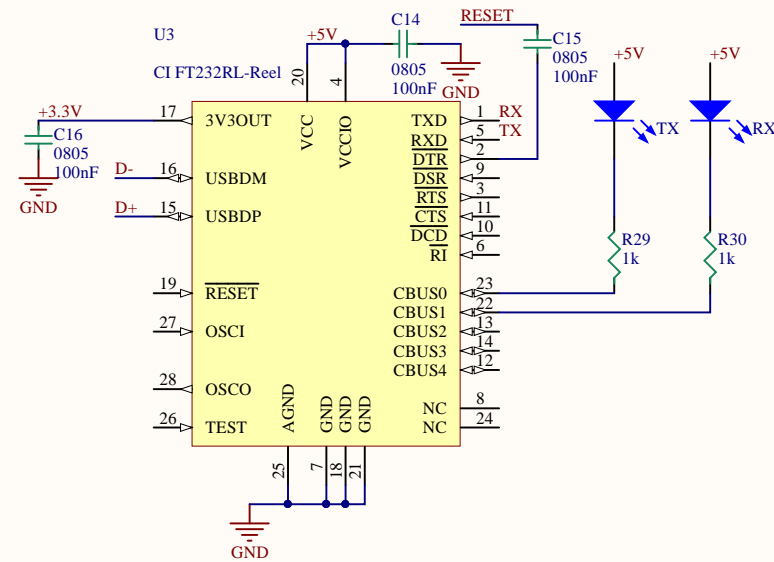 U3
CI FT232RL-Reel
+5V
C14
0805
100nF
GND
RESET
C15
0805
100nF
+5V
+5V
TX
RX
R29
1k
R30
1k
+3.3V
C16
0805
100nF
GND
D-
D+
20
4
VCC
VCCIO
17
3V3OUT
16
USBDM
15
USBDP
19
RESET
27
OSCI
28
OSCO
26
TEST
TXD
1
RX
RXD
5
TX
DTR
2
DSR
9
RTS
3
CTS
11
DCD
10
RI
6
CBUS0
23
CBUS1
22
CBUS2
13
CBUS3
14
CBUS4
12
NC
8
NC
24
AGND
GND
GND
GND
25
7
18
21
GND